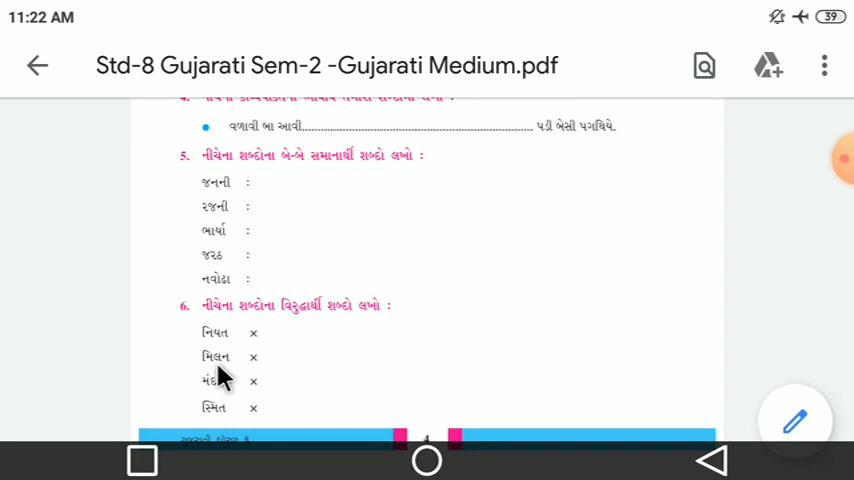 11:22 AM
39
Std-8 Gujarati Sem-2 -Gujarati Medium.pdf
વળાવી બા આવી........................................................................ પડી બેસી પગથિયે.
5. નીચેના શબ્દોના બે-બે સમાનાર્થી શબ્દો લખો :
જનની :
રજની :
ભાર્યા :
જરઠ :
નવોઢા :
6. નીચેના શબ્દોના વિરુદ્ધાર્થી શબ્દો લખો :
નિયત ×
મિલન ×
×
સ્મિત ×
4